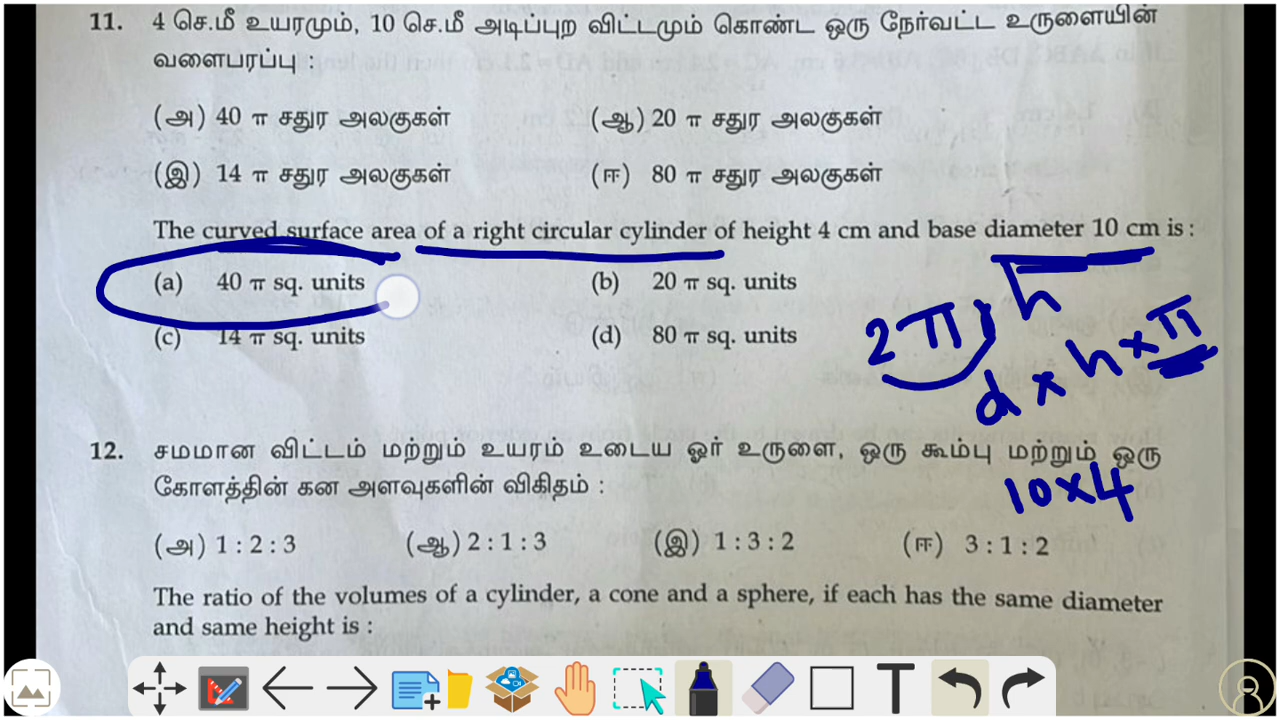 11. 4 செ.மீ உயரமும், 10 செ.மீ அடிப்புற விட்டமும் கொண்ட ஒரு நேர்வட்ட உருளையின்
வளைபரப்பு :
(அ) 40 π சதுர அலகுகள் (ஆ) 20 π சதுர அலகுகள்
(இ) 14 π சதுர அலகுகள் (ஈ) 80 π சதுர அலகுகள்
The curved surface area of a right circular cylinder of height 4 cm and base diameter 10 cm is :
(a) 40 π sq. units (b) 20 π sq. units
(c) 14 π sq. units (d) 80 π sq. units
2πrh
d × h × π
10×4
12. சமமான விட்டம் மற்றும் உயரம் உடைய ஓர் உருளை, ஒரு கூம்பு மற்றும் ஒரு
கோளத்தின் கன அளவுகளின் விகிதம் :
(அ) 1 : 2 : 3 (ஆ) 2 : 1 : 3 (இ) 1 : 3 : 2 (ஈ) 3 : 1 : 2
The ratio of the volumes of a cylinder, a cone and a sphere, if each has the same diameter
and same height is :
T